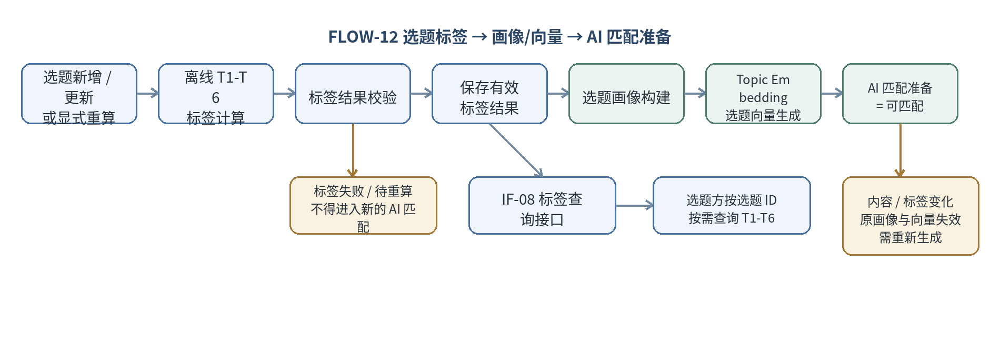 FLOW-12 选题标签 → 画像/向量 → AI 匹配准备
选题新增 /
更新
或显式重算
离线 T1-T
6
标签计算
标签结果校验
保存有效
标签结果
选题画像构建
Topic Em
bedding
选题向量生成
AI 匹配准备
= 可匹配
标签失败 / 待重算
不得进入新的 AI 匹
配
IF-08 标签查
询接口
选题方按选题 ID
按需查询 T1-T6
内容 / 标签变化
原画像与向量失效
需重新生成